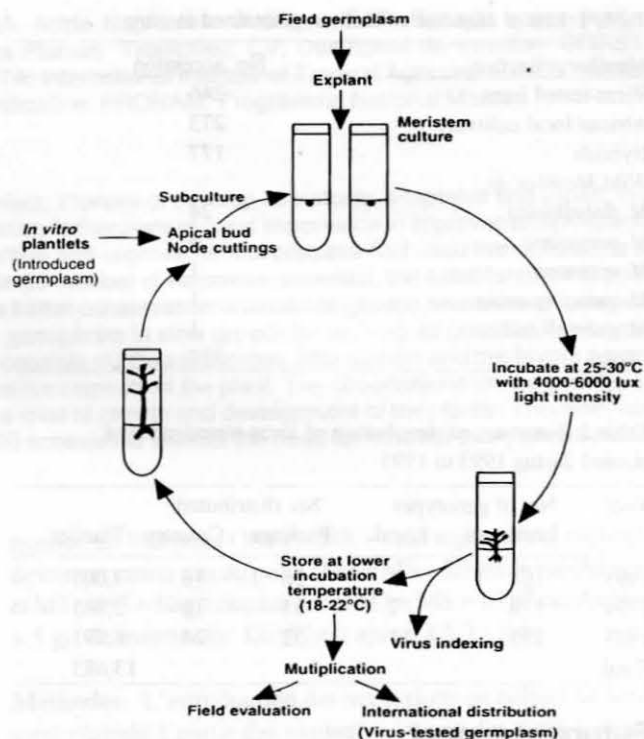 Field germplasm
Explant
Meristem
culture
Subculture
In vitro
plantlets
(Introduced
germplasm)
Apical bud
Node cuttings
Incubate at 25-30°C
with 4000-6000 lux
light intensity
Store at lower
incubation
temperature
(18-22°C)
Virus indexing
Mutiplication
Field evaluation
International distribution
(Virus-tested germplasm)